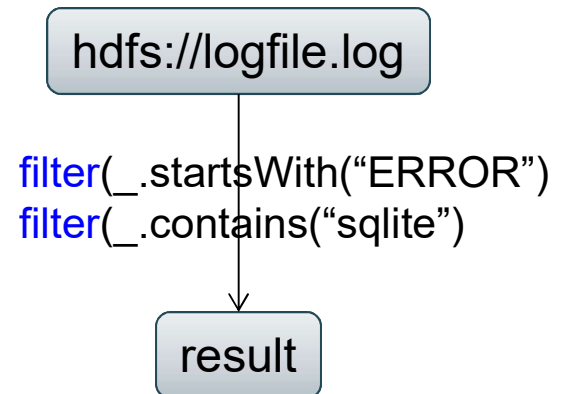 hdfs://logfile.log
filter(_.startsWith(“ERROR”)
filter(_.contains(“sqlite”)
result